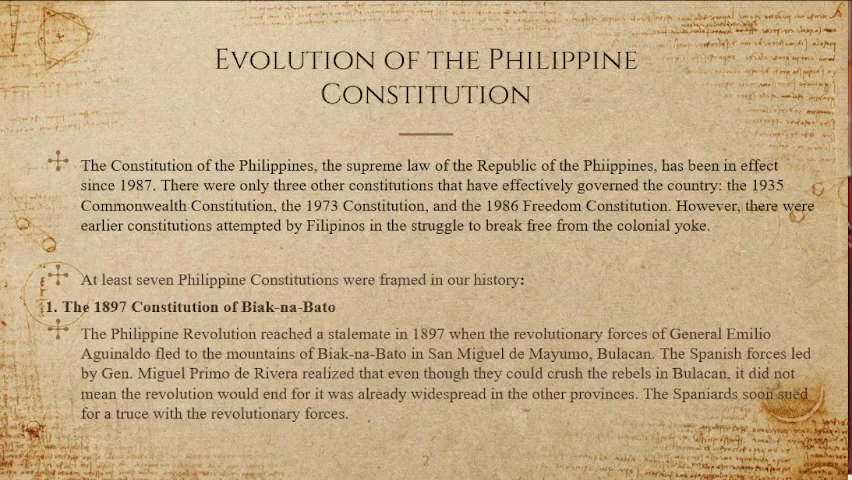 EVOLUTION OF THE PHILIPPINE
CONSTITUTION
The Constitution of the Philippines, the supreme law of the Republic of the Phiippines, has been in effect
since 1987. There were only three other constitutions that have effectively governed the country: the 1935
Commonwealth Constitution, the 1973 Constitution, and the 1986 Freedom Constitution. However, there were
earlier constitutions attempted by Filipinos in the struggle to break free from the colonial yoke.
At least seven Philippine Constitutions were framed in our history:
1. The 1897 Constitution of Biak-na-Bato
The Philippine Revolution reached a stalemate in 1897 when the revolutionary forces of General Emilio
Aguinaldo fled to the mountains of Biak-na-Bato in San Miguel de Mayumo, Bulacan. The Spanish forces led
by Gen. Miguel Primo de Rivera realized that even though they could crush the rebels in Bulacan, it did not
mean the revolution would end for it was already widespread in the other provinces. The Spaniards soon sued
for a truce with the revolutionary forces.
2